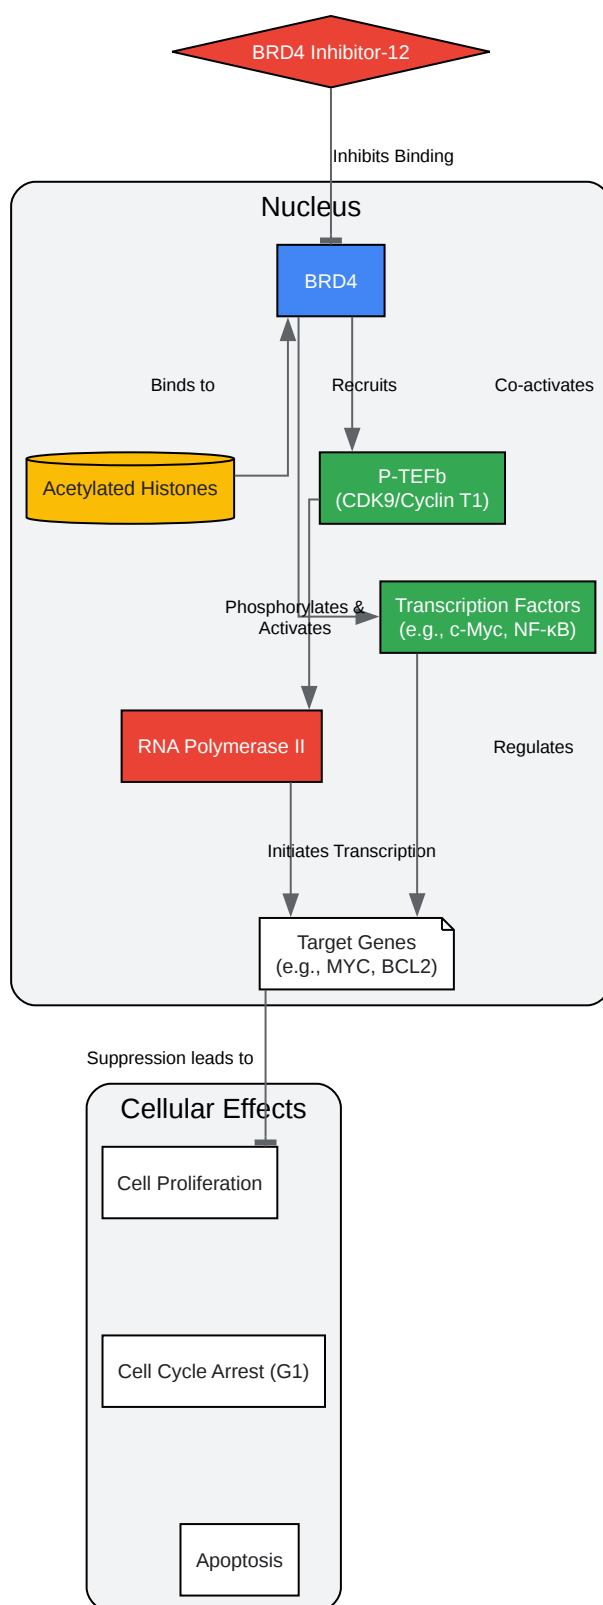 BRD4 Inhibitor-12
Inhibits Binding
Nucleus
BRD4
Binds to
Recruits
Co-activates
Acetylated Histones
P-TEFb
(CDK9/Cyclin T1)
Phosphorylates &
Activates
Transcription Factors
(e.g., c-Myc, NF-κB)
RNA Polymerase II
Regulates
Initiates Transcription
Target Genes
(e.g., MYC, BCL2)
Suppression leads to
Cellular Effects
Cell Proliferation
Cell Cycle Arrest (G1)
Apoptosis